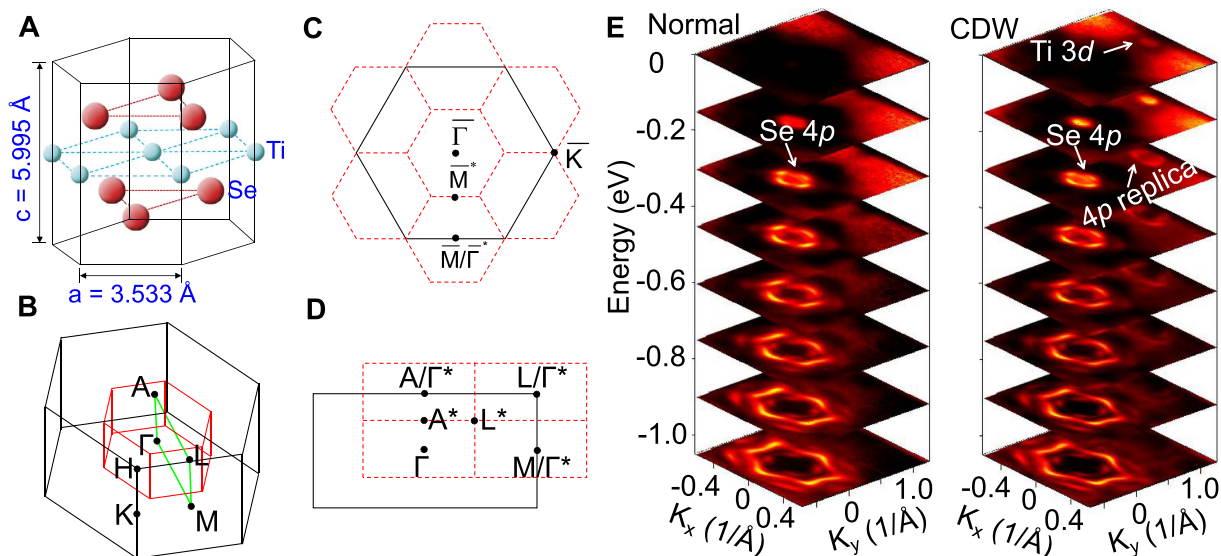 A
c = 5.995 Å
Ti
Se
a = 3.533 Å
B
A
Γ
H
L
K
M
C
Γ̅
M̅*
K̅
M̅/Γ̅*
D
A/Γ*
L/Γ*
A*
L*
Γ
M/Γ*
E
Normal
CDW
Ti 3d
Se 4p
Se 4p
4p replica
Energy (eV)
0
-0.2
-0.4
-0.6
-0.8
-1.0
-0.4
0
0.4
Kx (1/Å)
0
1.0
Ky (1/Å)
-0.4
0
0.4
Kx (1/Å)
0
1.0
Ky (1/Å)